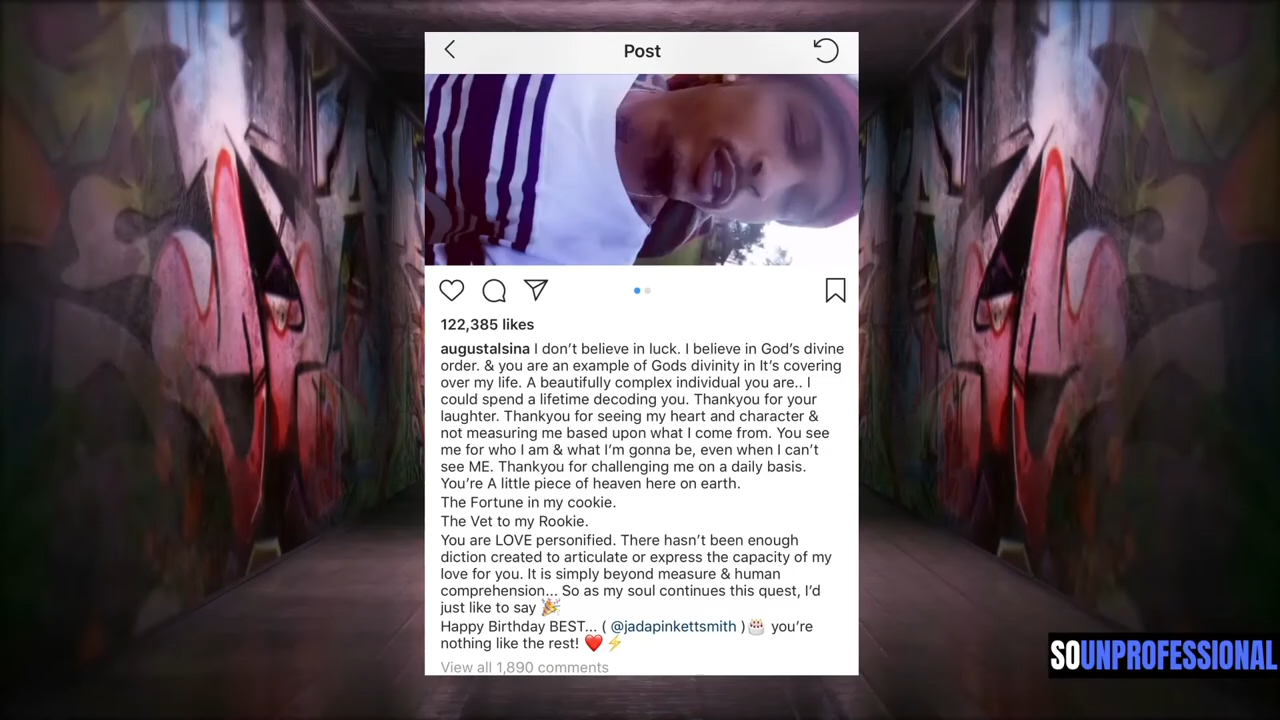 Post
122,385 likes
augustalsina I don’t believe in luck. I believe in God’s divine
order. & you are an example of Gods divinity in It’s covering
over my life. A beautifully complex individual you are.. I
could spend a lifetime decoding you. Thankyou for your
laughter. Thankyou for seeing my heart and character &
not measuring me based upon what I come from. You see
me for who I am & what I’m gonna be, even when I can’t
see ME. Thankyou for challenging me on a daily basis.
You’re A little piece of heaven here on earth.
The Fortune in my cookie.
The Vet to my Rookie.
You are LOVE personified. There hasn’t been enough
diction created to articulate or express the capacity of my
love for you. It is simply beyond measure & human
comprehension... So as my soul continues this quest, I’d
just like to say 🎉
Happy Birthday BEST... ( @jadapinkettsmith )🎂 you’re
nothing like the rest! ❤️⚡
View all 1,890 comments
SOUNPROFESSIONAL